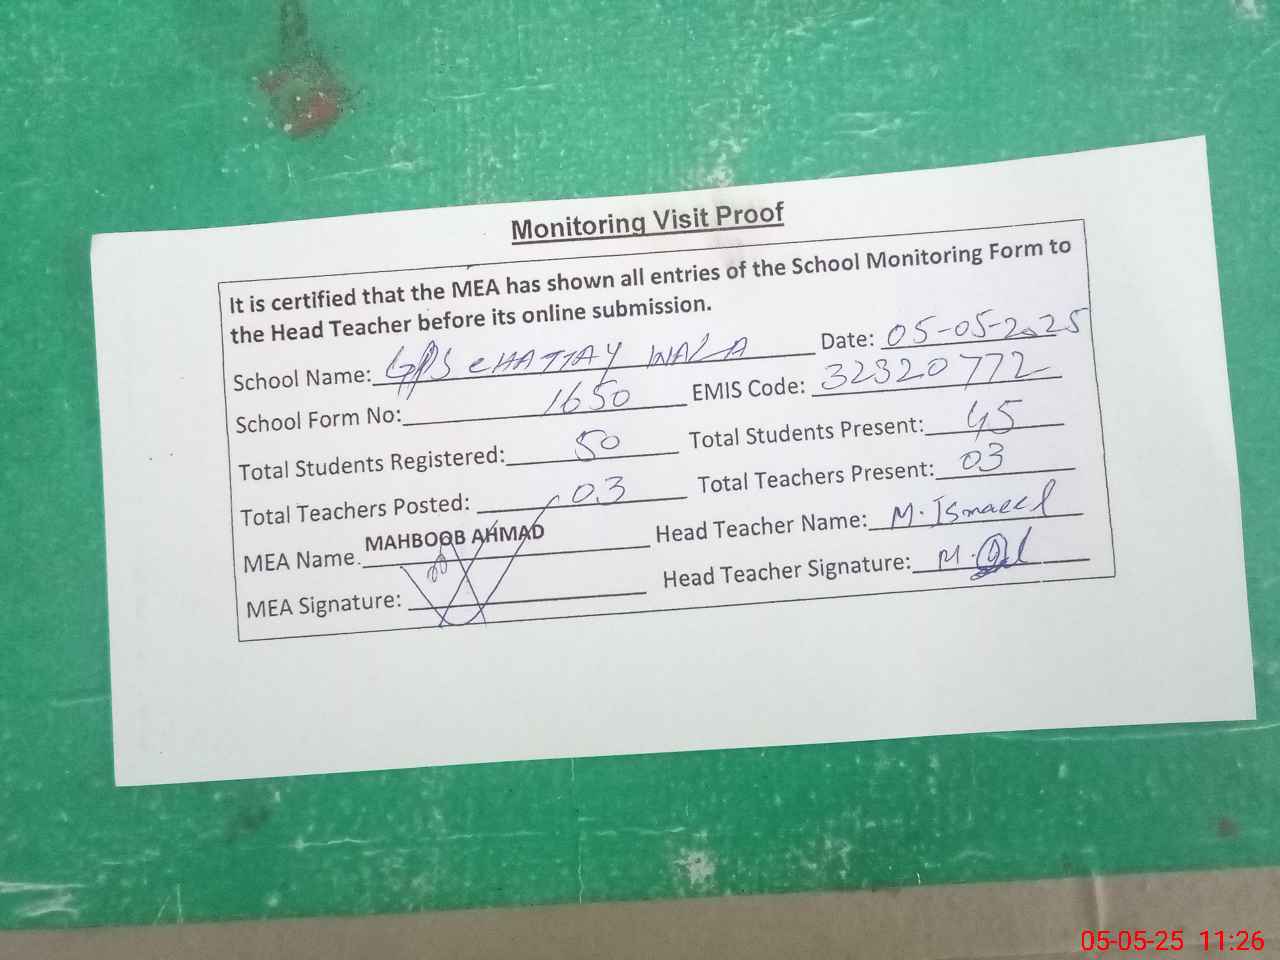 Monitoring Visit Proof
It is certified that the MEA has shown all entries of the School Monitoring Form to
the Head Teacher before its online submission.
School Name: GPS CHATTAY WALA Date: 05-05-2025
School Form No: 1650 EMIS Code: 32320772
Total Students Registered: 50 Total Students Present: 45
Total Teachers Posted: 03 Total Teachers Present: 03
MEA Name. MAHBOOB AHMAD Head Teacher Name: M. Ismaeel
MEA Signature: Head Teacher Signature: M.
05-05-25 11:26